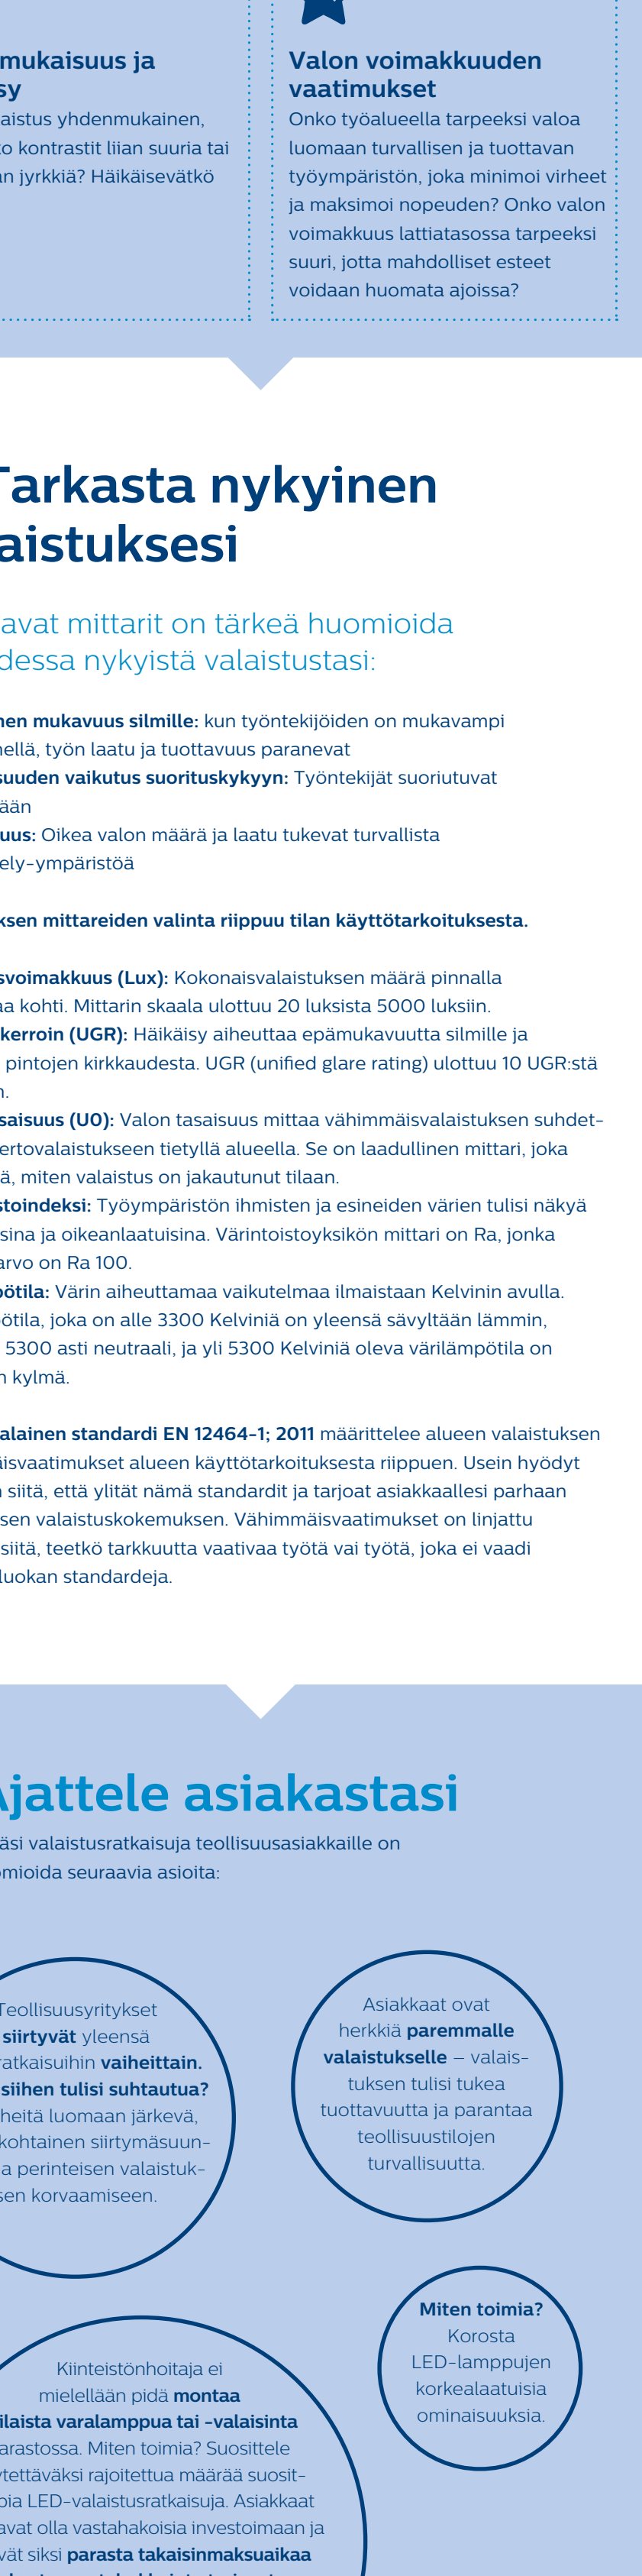 mukaisuus ja
sy
aistus yhdenmukainen,
o kontrastit liian suuria tai
an jyrkkiä? Häikäisevätkö
Valon voimakkuuden
vaatimukset
Onko työalueella tarpeeksi valoa
luomaan turvallisen ja tuottavan
työympäristön, joka minimoi virheet
ja maksimoi nopeuden? Onko valon
voimakkuus lattiatasossa tarpeeksi
suuri, jotta mahdolliset esteet
voidaan huomata ajoissa?
Tarkasta nykyinen
aistuksesi
avat mittarit on tärkeä huomioida
dessa nykyistä valaistustasi:
nen mukavuus silmille: kun työntekijöiden on mukavampi
nellä, työn laatu ja tuottavuus paranevat
suuden vaikutus suorituskykyyn: Työntekijät suoriutuvat
ään
uus: Oikea valon määrä ja laatu tukevat turvallista
ely-ympäristöä
ksen mittareiden valinta riippuu tilan käyttötarkoituksesta.
svoimakkuus (Lux): Kokonaisvalaistuksen määrä pinnalla
aa kohti. Mittarin skaala ulottuu 20 luksista 5000 luksiin.
kerroin (UGR): Häikäisy aiheuttaa epämukavuutta silmille ja
pintojen kirkkaudesta. UGR (unified glare rating) ulottuu 10 UGR:stä
n.
saisuus (U0): Valon tasaisuus mittaa vähimmäisvalaistuksen suhdet-
ertovalaistukseen tietyllä alueella. Se on laadullinen mittari, joka
ä, miten valaistus on jakautunut tilaan.
stoindeksi: Työympäristön ihmisten ja esineiden värien tulisi näkyä
sina ja oikeanlaatuisina. Värintoistoyksikön mittari on Ra, jonka
arvo on Ra 100.
pötila: Värin aiheuttamaa vaikutelmaa ilmaistaan Kelvinin avulla.
ötila, joka on alle 3300 Kelviniä on yleensä sävyltään lämmin,
5300 asti neutraali, ja yli 5300 Kelviniä oleva värilämpötila on
n kylmä.
alainen standardi EN 12464-1; 2011 määrittelee alueen valaistuksen
äisvaatimukset alueen käyttötarkoituksesta riippuen. Usein hyödyt
n siitä, että ylität nämä standardit ja tarjoat asiakkaallesi parhaan
sen valaistuskokemuksen. Vähimmäisvaatimukset on linjattu
siitä, teetkö tarkkuutta vaativaa työtä vai työtä, joka ei vaadi
luokan standardeja.
Ajattele asiakastasi
äsi valaistusratkaisuja teollisuusasiakkaille on
omioida seuraavia asioita:
Teollisuusyritykset
siirtyvät yleensä
ratkaisuihin vaiheittain.
siihen tulisi suhtautua?
heitä luomaan järkevä,
kohtainen siirtymäsuun-
a perinteisen valaistuk-
sen korvaamiseen.
Asiakkaat ovat
herkkiä paremmalle
valaistukselle – valais-
tuksen tulisi tukea
tuottavuutta ja parantaa
teollisuustilojen
turvallisuutta.
Miten toimia?
Korosta
LED-lamppujen
korkealaatuisia
ominaisuuksia.
Kiinteistönhoitaja ei
mielellään pidä montaa
ilaista varalamppua tai -valaisinta
arastossa. Miten toimia? Suosittele
ytettäväksi rajoitettua määrää suosit-
pia LED-valaistusratkaisuja. Asiakkaat
avat olla vastahakoisia investoimaan ja
vät siksi parasta takaisinmaksuaikaa